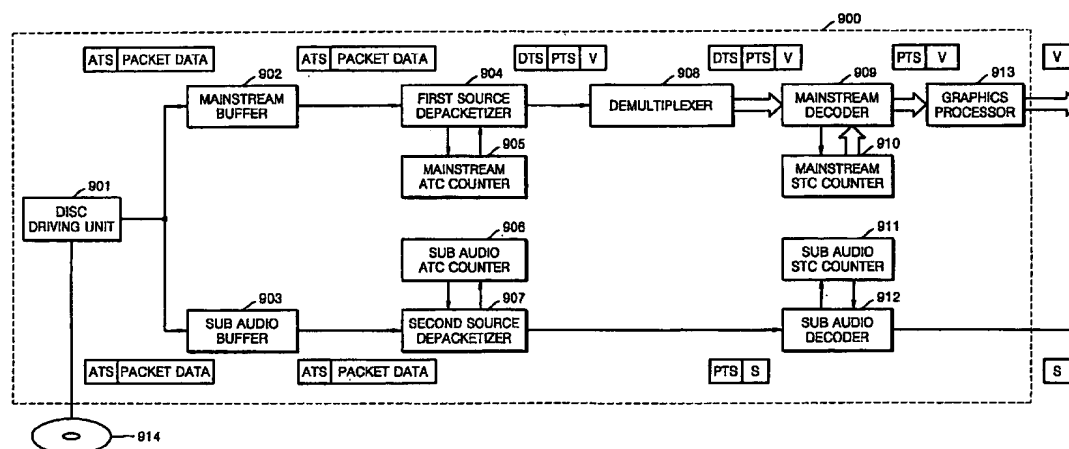 900
ATS PACKET DATA
ATS PACKET DATA
DTS PTS V
DTS PTS V
PTS V
V
902
904
908
909
913
MAINSTREAM
BUFFER
FIRST SOURCE
DEPACKETIZER
DEMULTIPLEXER
MAINSTREAM
DECODER
GRAPHICS
PROCESSOR
905
910
MAINSTREAM
ATC COUNTER
MAINSTREAM
STC COUNTER
901
DISC
DRIVING UNIT
906
911
SUB AUDIO
ATC COUNTER
SUB AUDIO
STC COUNTER
903
907
912
SUB AUDIO
BUFFER
SECOND SOURCE
DEPACKETIZER
SUB AUDIO
DECODER
ATS PACKET DATA
ATS PACKET DATA
PTS S
S
914